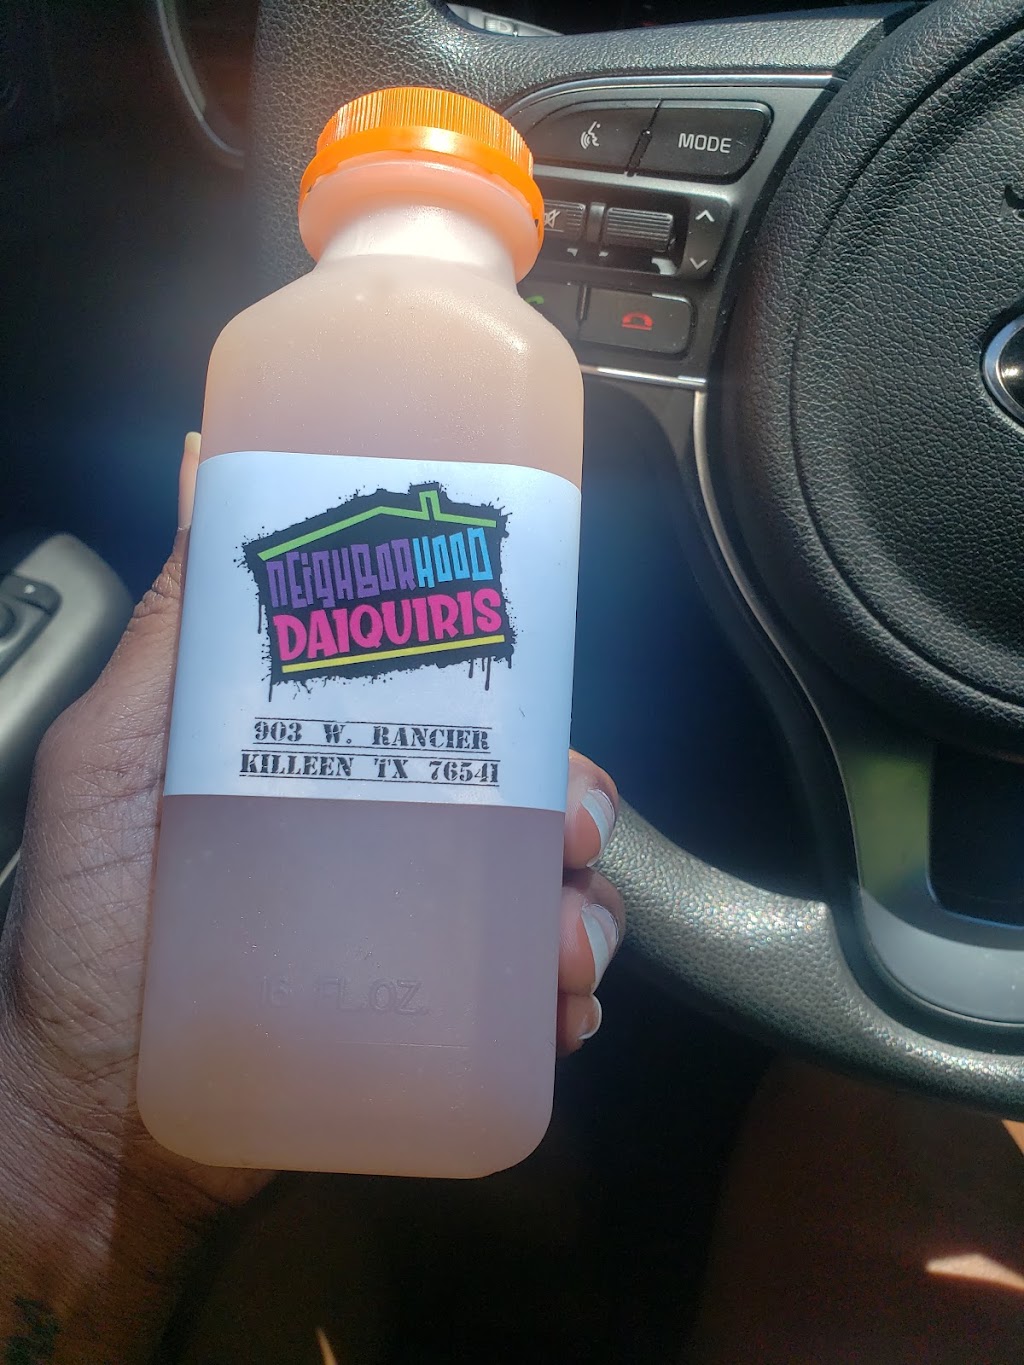 MODE
NEIGHBORHOOD
DAIQUIRIS
903 W. RANCIER
KILLEEN TX 76541
16 FL. OZ.